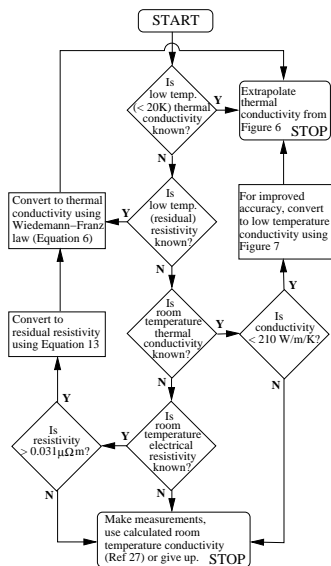 START
Is
low temp.
(< 20K) thermal
conductivity
known?
Y
N
Extrapolate
thermal
conductivity from
Figure 6
STOP
Is
low temp.
(residual)
resistivity
known?
Y
N
Convert to thermal
conductivity using
Wiedemann–Franz
law (Equation 6)
For improved
accuracy, convert
to low temperature
conductivity using
Figure 7
Is
room
temperature
thermal
conductivity
known?
Y
N
Y
Is
conductivity
< 210 W/m/K?
N
Convert to
residual resistivity
using Equation 13
Is
room
temperature
electrical
resistivity
known?
Y
N
Y
Is
resistivity
> 0.031μΩm?
N
Make measurements,
use calculated room
temperature conductivity
(Ref 27) or give up.
STOP